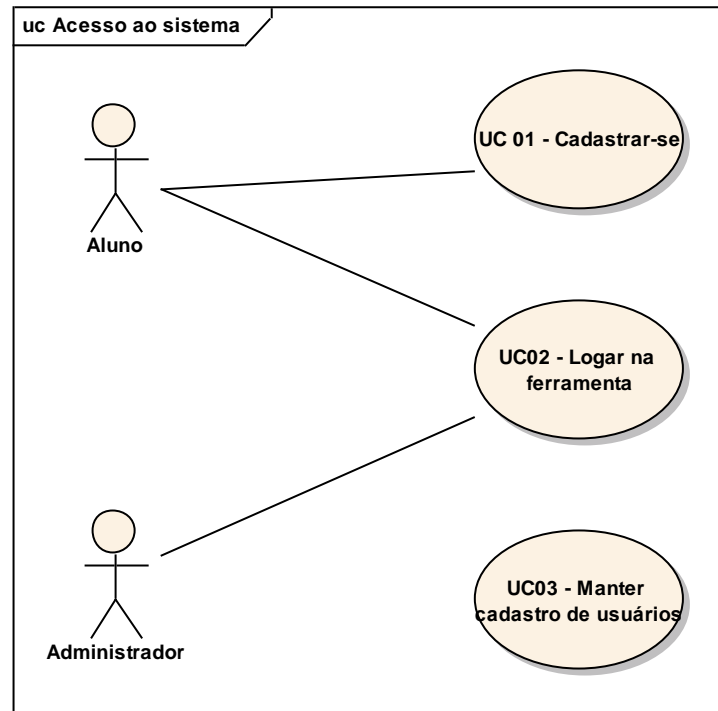 uc Acesso ao sistema
UC 01 - Cadastrar-se
Aluno
UC02 - Logar na
ferramenta
UC03 - Manter
cadastro de usuários
Administrador